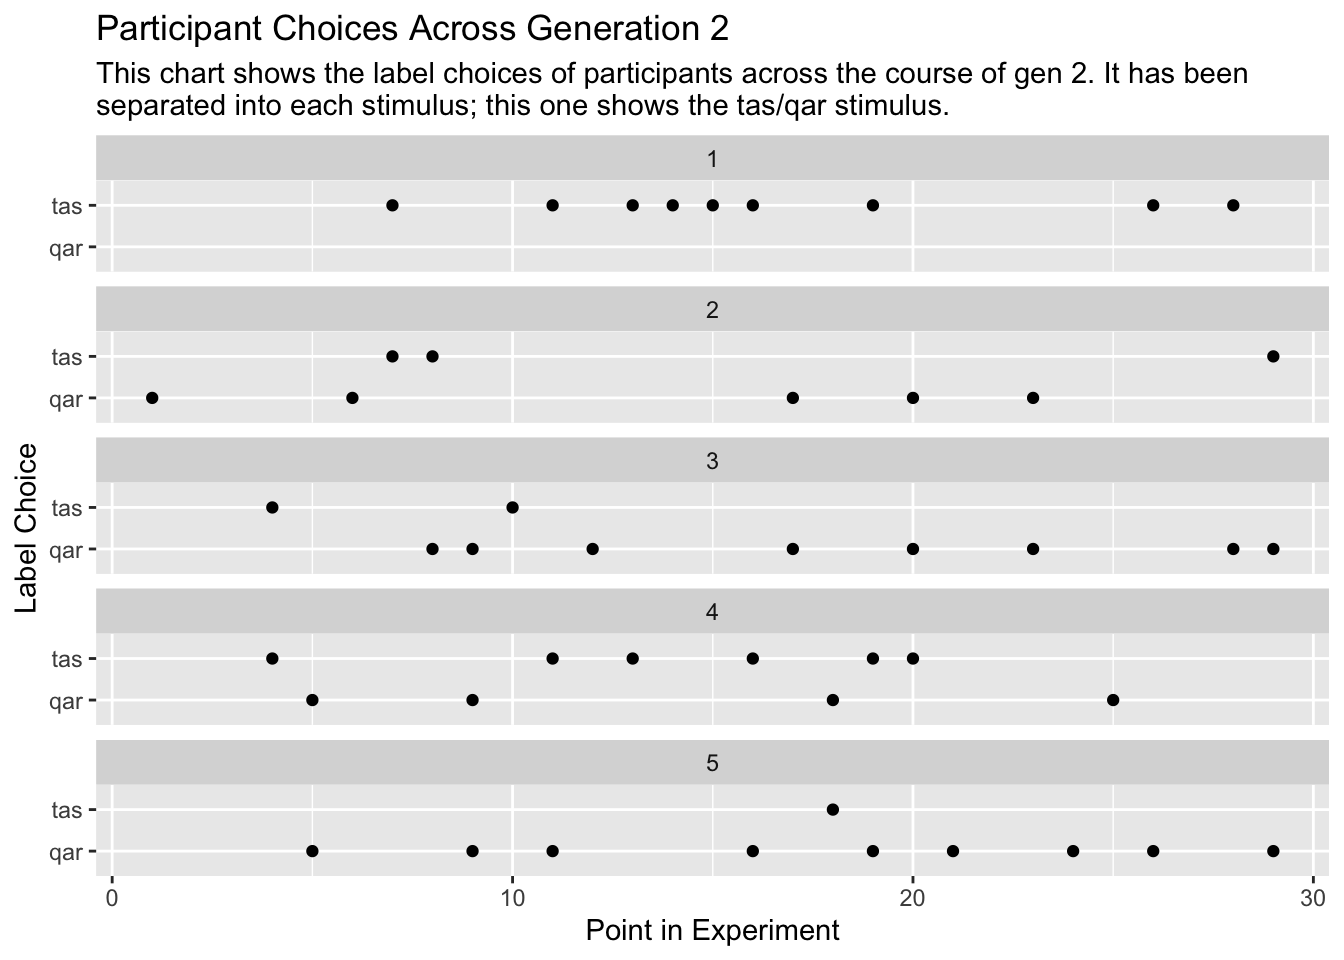 Participant Choices Across Generation 2
This chart shows the label choices of participants across the course of gen 2. It has been
separated into each stimulus; this one shows the tas/qar stimulus.
1
tas
qar
2
tas
qar
3
tas
qar
4
tas
qar
5
tas
qar
Label Choice
0 10 20 30
Point in Experiment